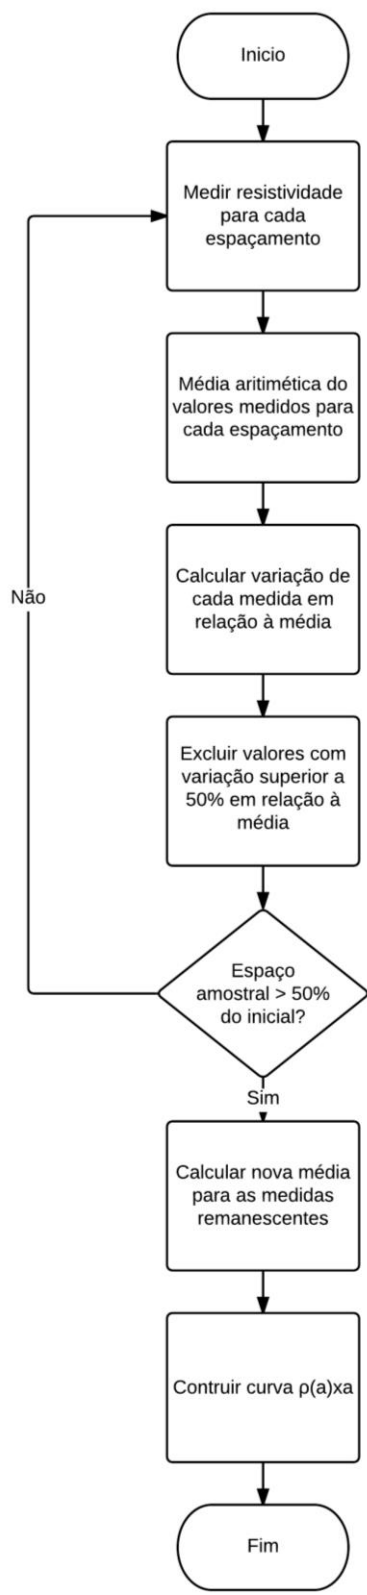 Inicio
Medir resistividade
para cada
espaçamento
Média aritimética do
valores medidos para
cada espaçamento
Calcular variação de
cada medida em
relação à média
Não
Excluir valores com
variação superior a
50% em relação à
média
Espaço
amostral > 50%
do inicial?
Sim
Calcular nova média
para as medidas
remanescentes
Contruir curva ρ(a)xa
Fim